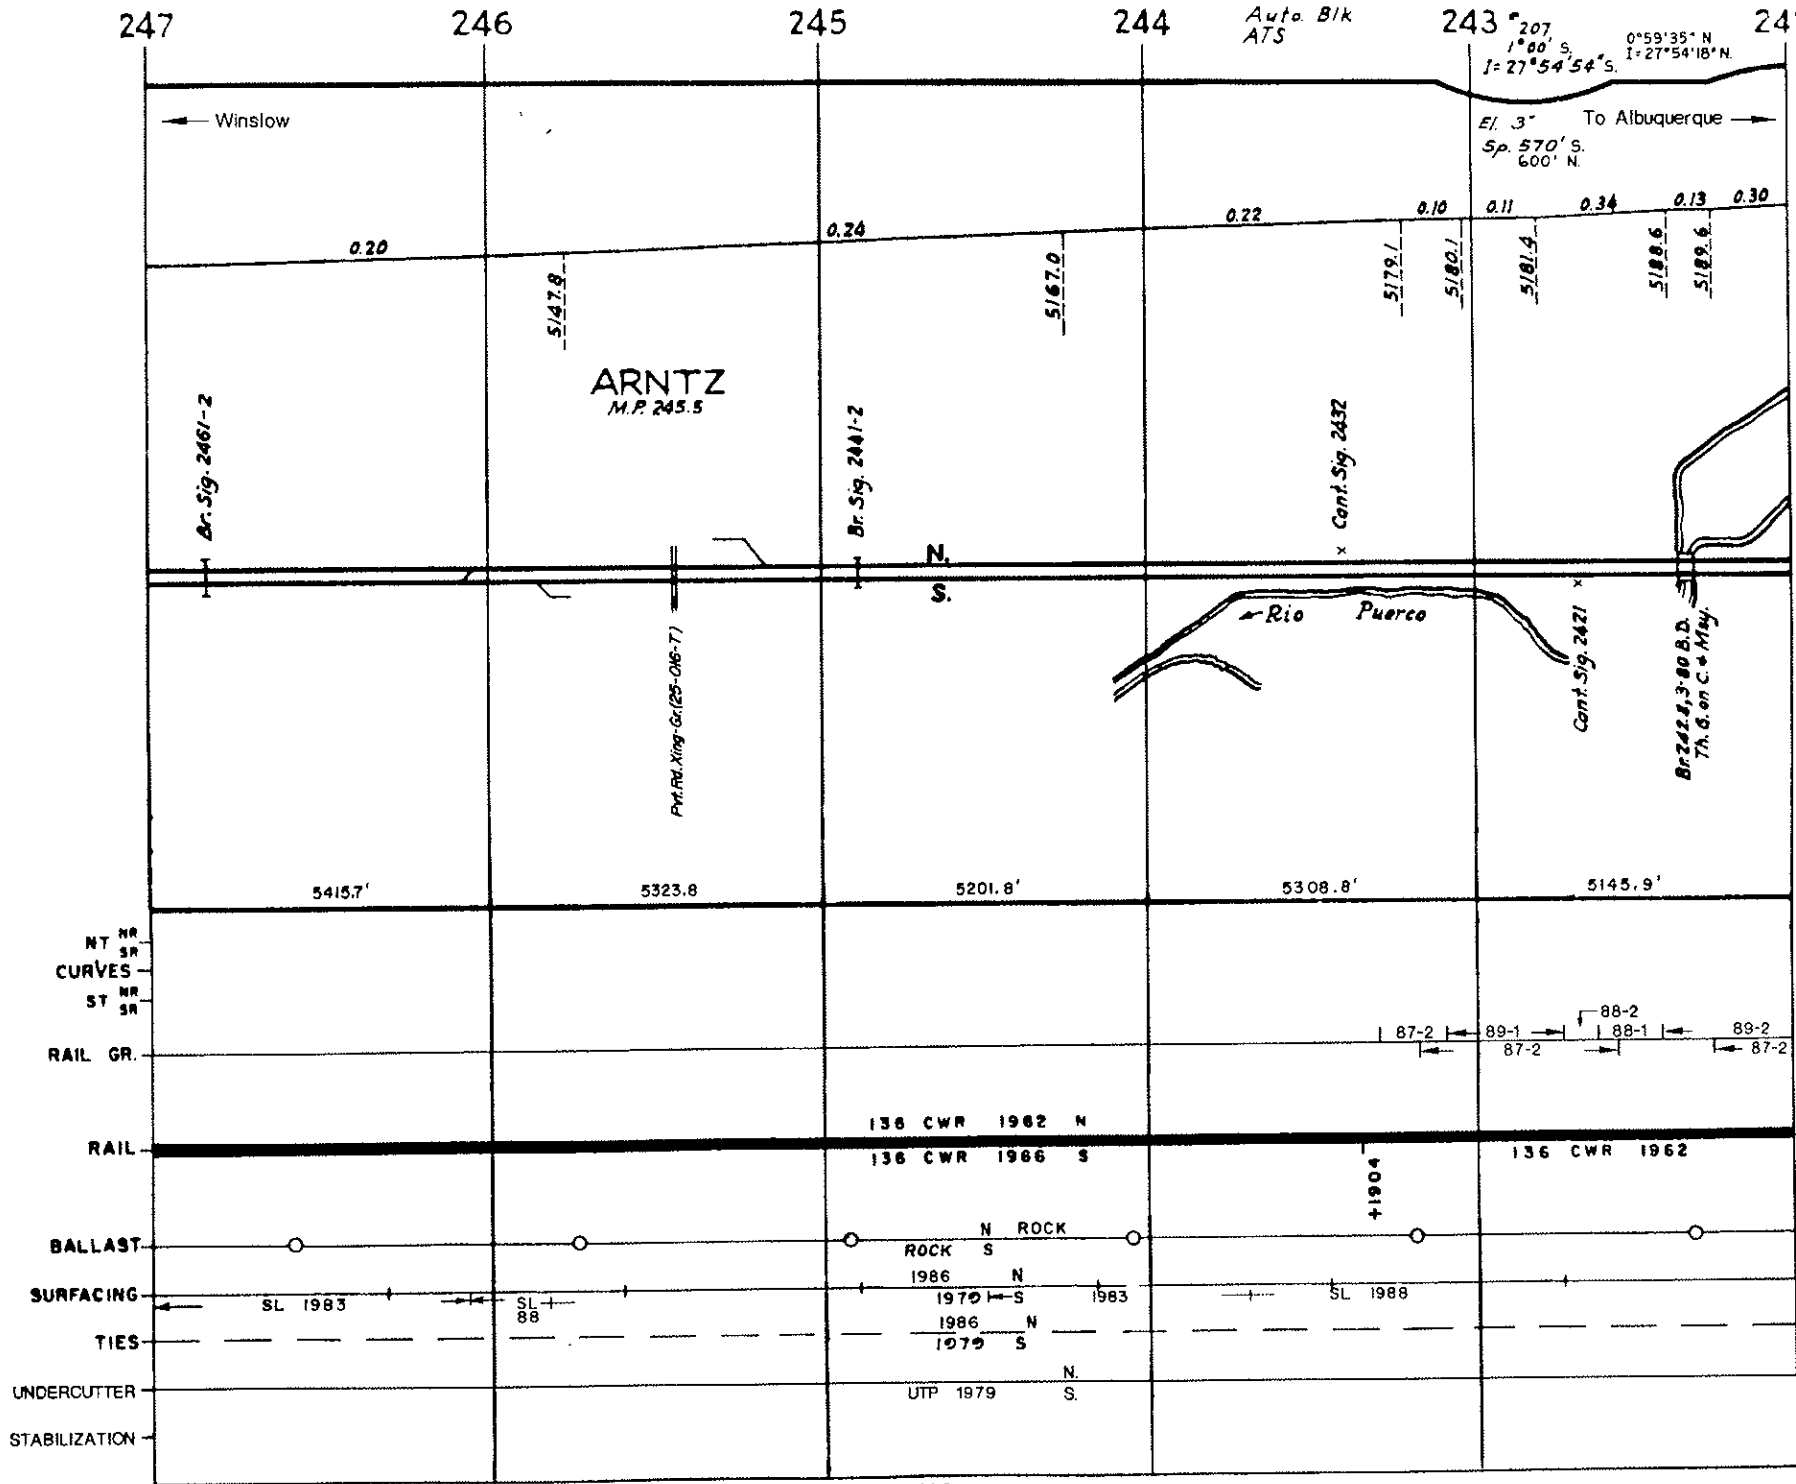 247 246 245 244 243 24
Auto. Blk
ATS
#207
1°00' S.
I=27°54'54" S.
0°59'35" N
I=27°54'18" N.
← Winslow
To Albuquerque →
El. 3"
Sp. 570' S.
600' N.
0.20 0.24 0.22 0.10 0.11 0.34 0.13 0.30
5147.8
5167.0
5179.1
5180.1
5181.4
5188.6
5189.6
ARNTZ
M.P. 245.5
Br. Sig. 2461-2
Br. Sig. 2441-2
Cant. Sig. 2432
N.
S.
← Rio Puerco
Pvt. Rd. Xing-Gr. (25-016-T)
Cant. Sig. 2421
Br. 242.8, 3-80 B.D.
Th. G. on C. & Msy.
5415.7' 5323.8 5201.8' 5308.8' 5145.9'
NT NR
SR
CURVES
ST NR
SR
88-2
RAIL GR. 87-2 89-1 88-1 89-2
87-2 87-2
136 CWR 1962 N
RAIL
136 CWR 1966 S 136 CWR 1962
+1904
BALLAST N ROCK
ROCK S
1986 N
SURFACING SL 1983 SL 88 1979 S 1983 SL 1988
1986 N
TIES 1979 S
N.
UNDERCUTTER UTP 1979 S.
STABILIZATION